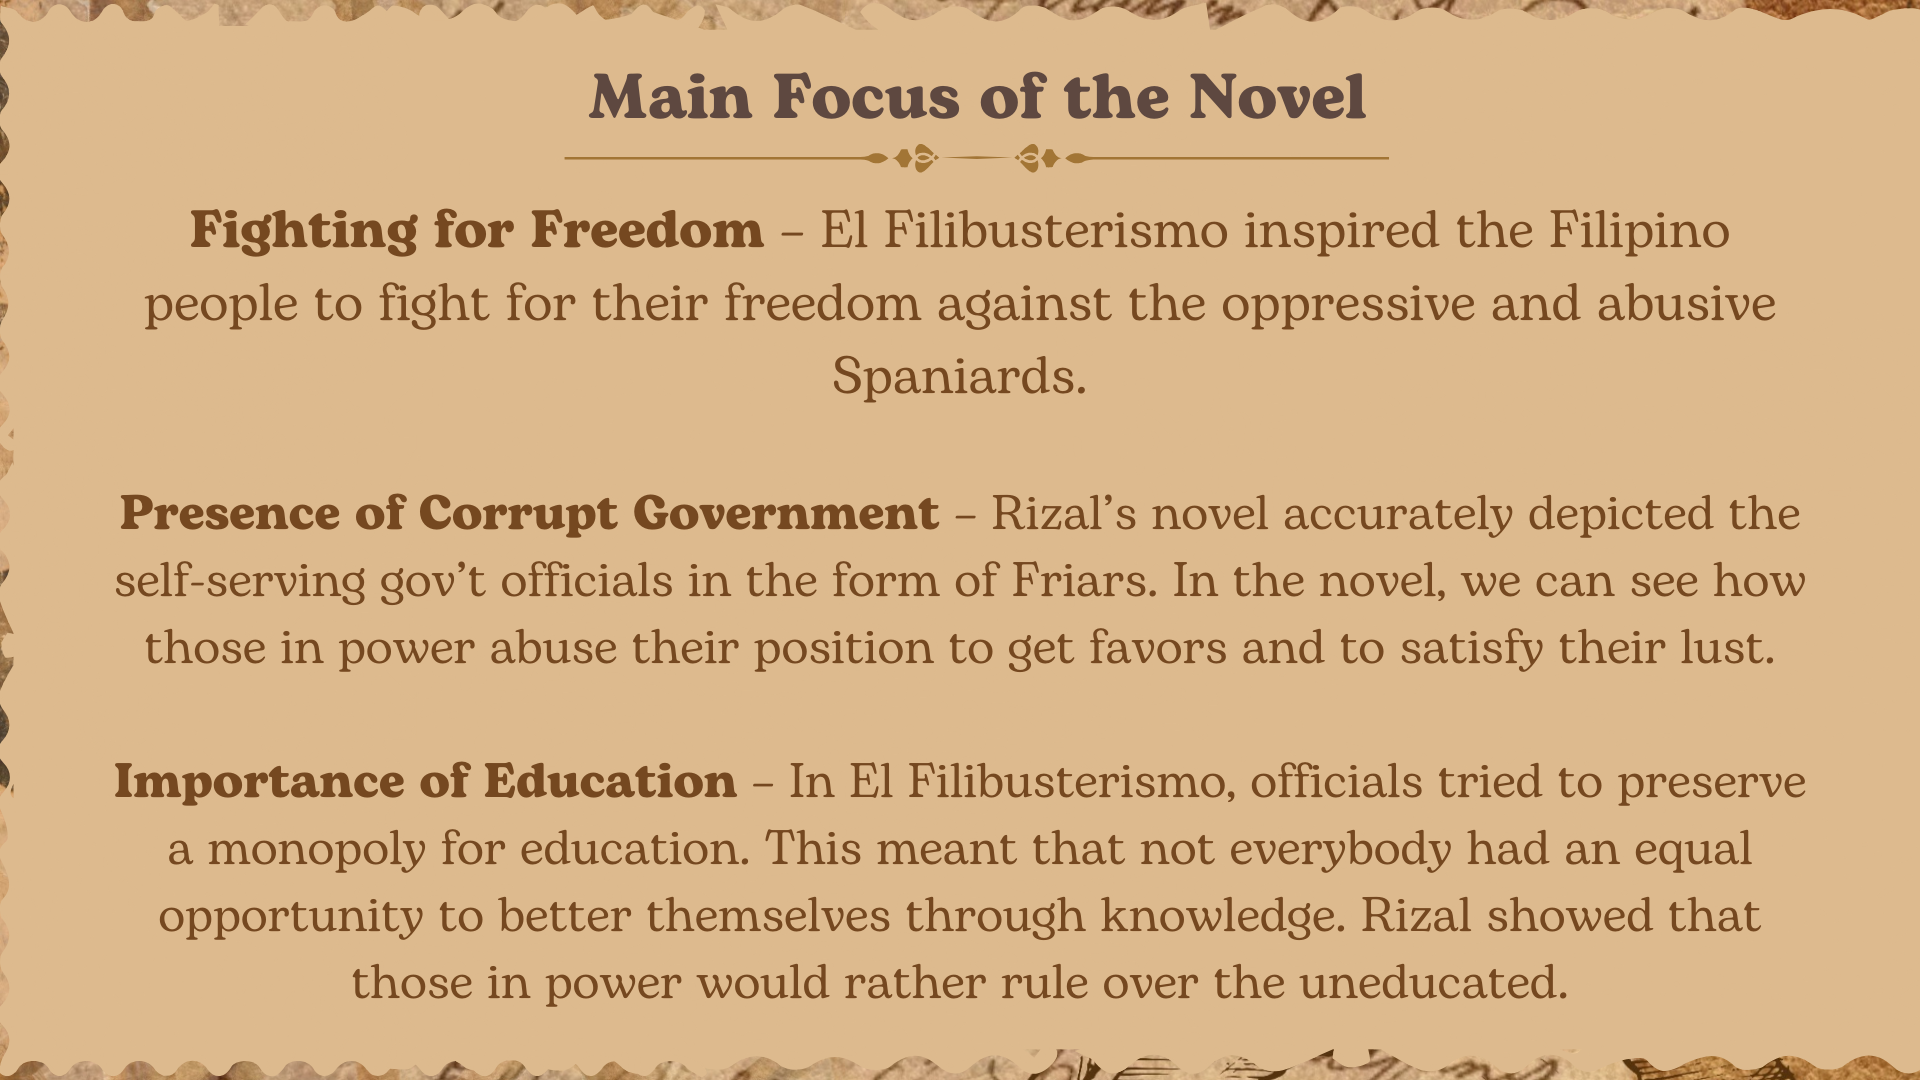 Main Focus of the Novel
Fighting for Freedom – El Filibusterismo inspired the Filipino
people to fight for their freedom against the oppressive and abusive
Spaniards.
Presence of Corrupt Government – Rizal’s novel accurately depicted the
self-serving gov’t officials in the form of Friars. In the novel, we can see how
those in power abuse their position to get favors and to satisfy their lust.
Importance of Education – In El Filibusterismo, officials tried to preserve
a monopoly for education. This meant that not everybody had an equal
opportunity to better themselves through knowledge. Rizal showed that
those in power would rather rule over the uneducated.